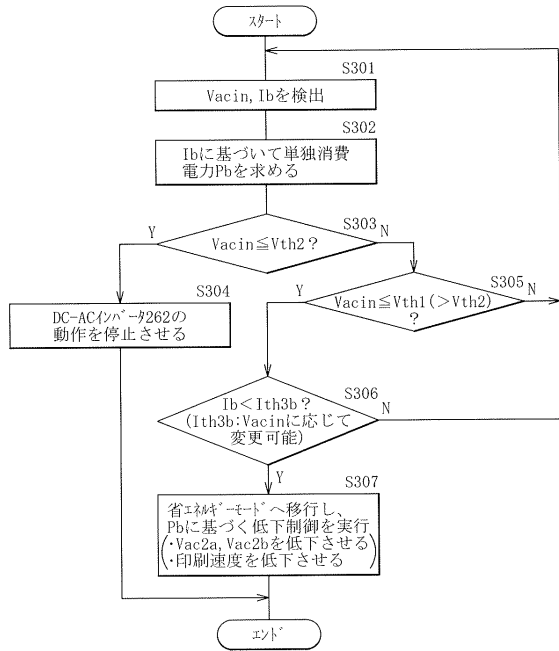 スタート
S301
Vacin,Ibを検出
S302
Ibに基づいて単独消費
電力Pbを求める
S303
Y
Vacin≦Vth2?
N
S304
DC-ACインバータ262の
動作を停止させる
S305
Y
Vacin≦Vth1(>Vth2)
?
N
S306
Ib<Ith3b?
(Ith3b:Vacinに応じて
変更可能)
N
Y
S307
省エネルギーモードへ移行し、
Pbに基づく低下制御を実行
(・Vac2a,Vac2bを低下させる
・印刷速度を低下させる)
エンド